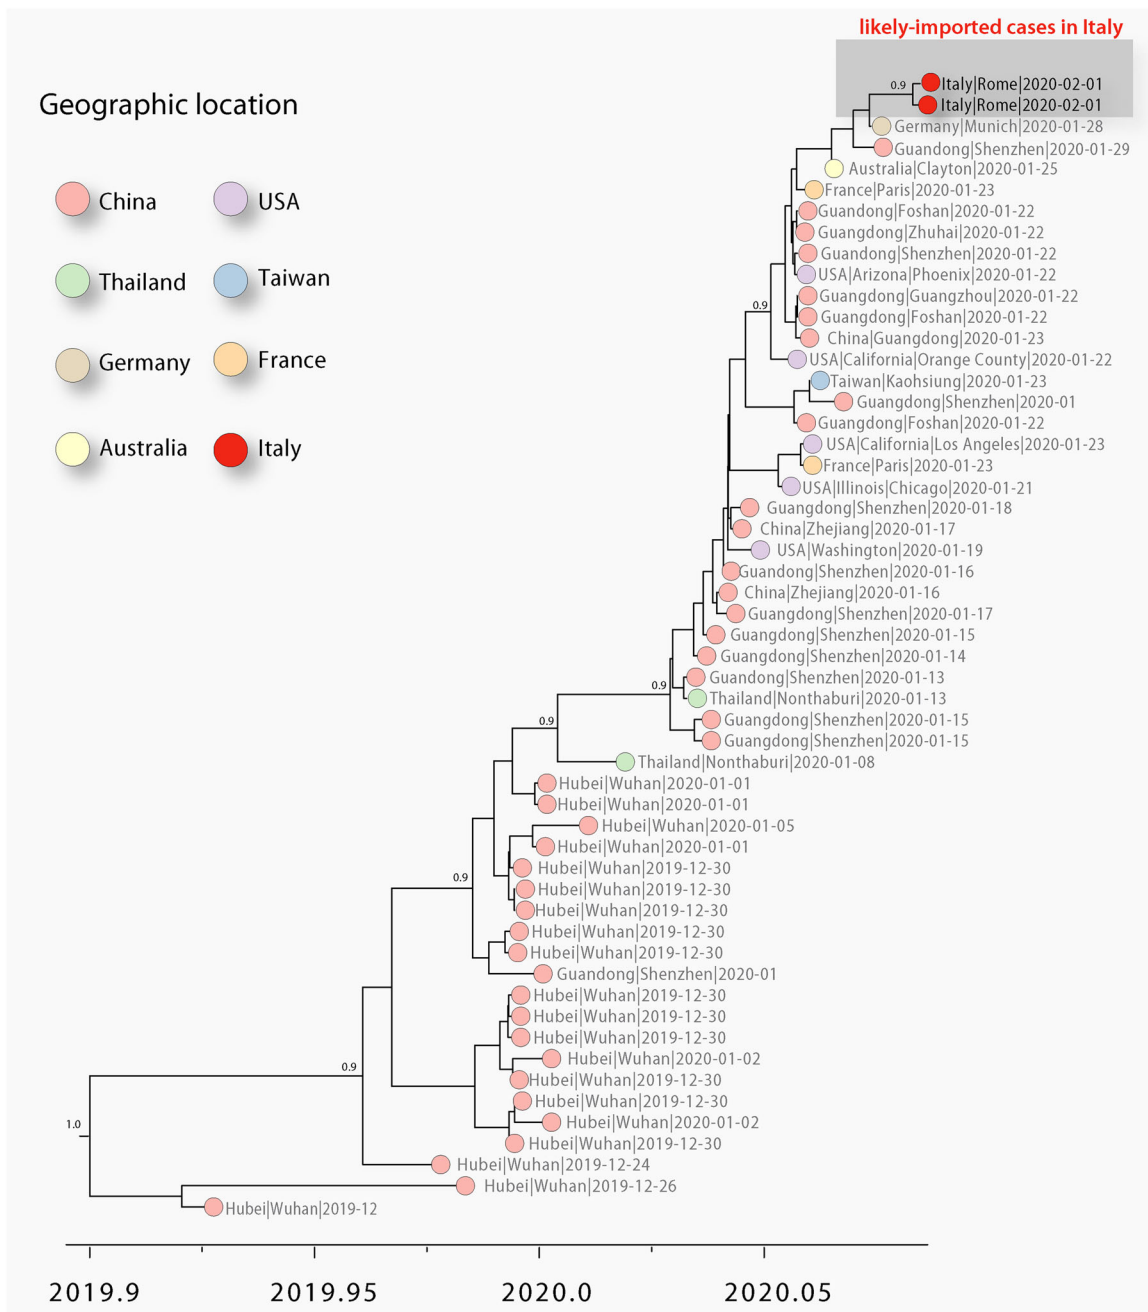 likely-imported cases in Italy
Geographic location
China
USA
Thailand
Taiwan
Germany
France
Australia
Italy
0.9
Italy|Rome|2020-02-01
Italy|Rome|2020-02-01
Germany|Munich|2020-01-28
Guandong|Shenzhen|2020-01-29
Australia|Clayton|2020-01-25
France|Paris|2020-01-23
Guandong|Foshan|2020-01-22
Guangdong|Zhuhai|2020-01-22
Guandong|Shenzhen|2020-01-22
USA|Arizona|Phoenix|2020-01-22
Guangdong|Guangzhou|2020-01-22
0.9
Guangdong|Foshan|2020-01-22
China|Guangdong|2020-01-23
USA|California|Orange County|2020-01-22
Taiwan|Kaohsiung|2020-01-23
Guangdong|Shenzhen|2020-01
Guangdong|Foshan|2020-01-22
USA|California|Los Angeles|2020-01-23
France|Paris|2020-01-23
USA|Illinois|Chicago|2020-01-21
Guangdong|Shenzhen|2020-01-18
China|Zhejiang|2020-01-17
USA|Washington|2020-01-19
Guandong|Shenzhen|2020-01-16
China|Zhejiang|2020-01-16
Guangdong|Shenzhen|2020-01-17
Guangdong|Shenzhen|2020-01-15
Guangdong|Shenzhen|2020-01-14
Guandong|Shenzhen|2020-01-13
0.9
Thailand|Nonthaburi|2020-01-13
Guangdong|Shenzhen|2020-01-15
0.9
Guangdong|Shenzhen|2020-01-15
Thailand|Nonthaburi|2020-01-08
Hubei|Wuhan|2020-01-01
Hubei|Wuhan|2020-01-01
Hubei|Wuhan|2020-01-05
Hubei|Wuhan|2020-01-01
Hubei|Wuhan|2019-12-30
0.9
Hubei|Wuhan|2019-12-30
Hubei|Wuhan|2019-12-30
Hubei|Wuhan|2019-12-30
Hubei|Wuhan|2019-12-30
Guandong|Shenzhen|2020-01
Hubei|Wuhan|2019-12-30
Hubei|Wuhan|2019-12-30
Hubei|Wuhan|2019-12-30
Hubei|Wuhan|2020-01-02
0.9
Hubei|Wuhan|2019-12-30
Hubei|Wuhan|2019-12-30
Hubei|Wuhan|2020-01-02
1.0
Hubei|Wuhan|2019-12-30
Hubei|Wuhan|2019-12-24
Hubei|Wuhan|2019-12-26
Hubei|Wuhan|2019-12
2019.9
2019.95
2020.0
2020.05